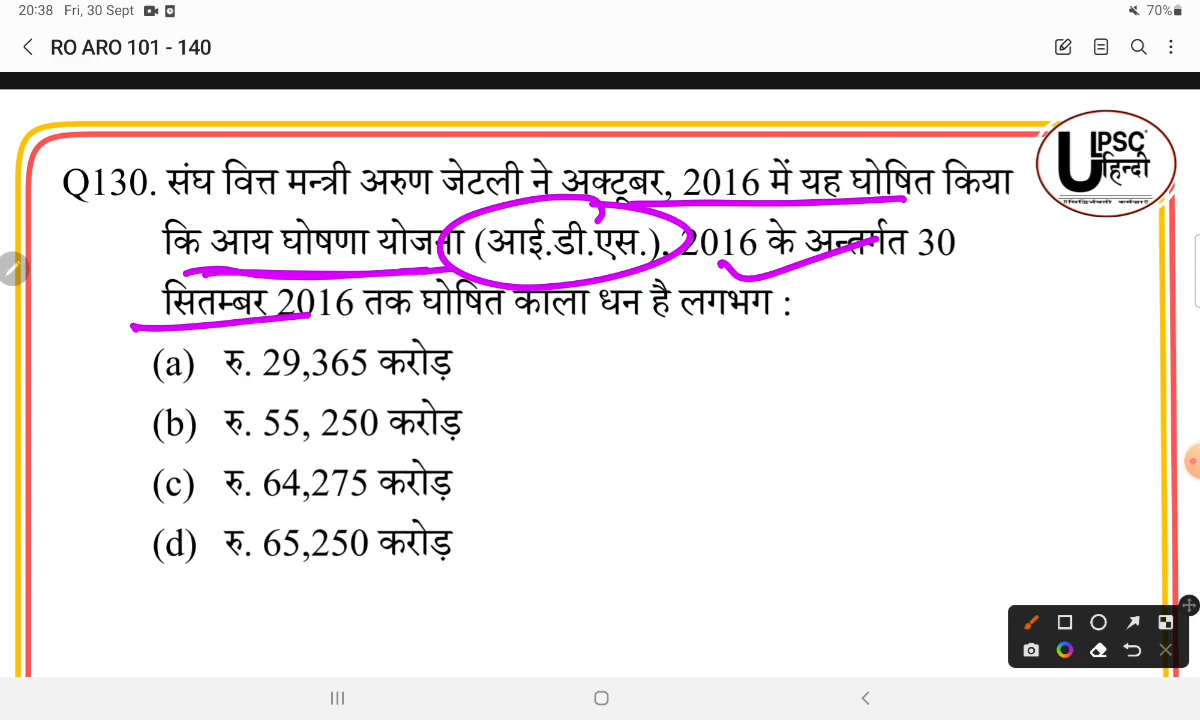 20:38 Fri, 30 Sept 70%
RO ARO 101 - 140
UPSC
हिन्दी
Q130. संघ वित्त मन्त्री अरुण जेटली ने अक्टूबर, 2016 में यह घोषित किया
कि आय घोषणा योजना (आई.डी.एस.), 2016 के अन्तर्गत 30
सितम्बर 2016 तक घोषित काला धन है लगभग :
(a) रु. 29,365 करोड़
(b) रु. 55, 250 करोड़
(c) रु. 64,275 करोड़
(d) रु. 65,250 करोड़